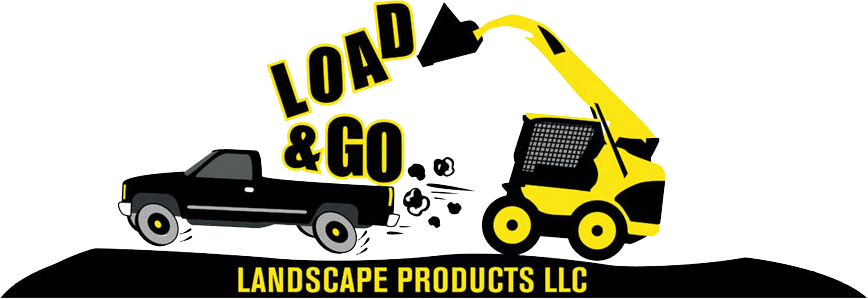 LOAD
& GO
LANDSCAPE PRODUCTS LLC